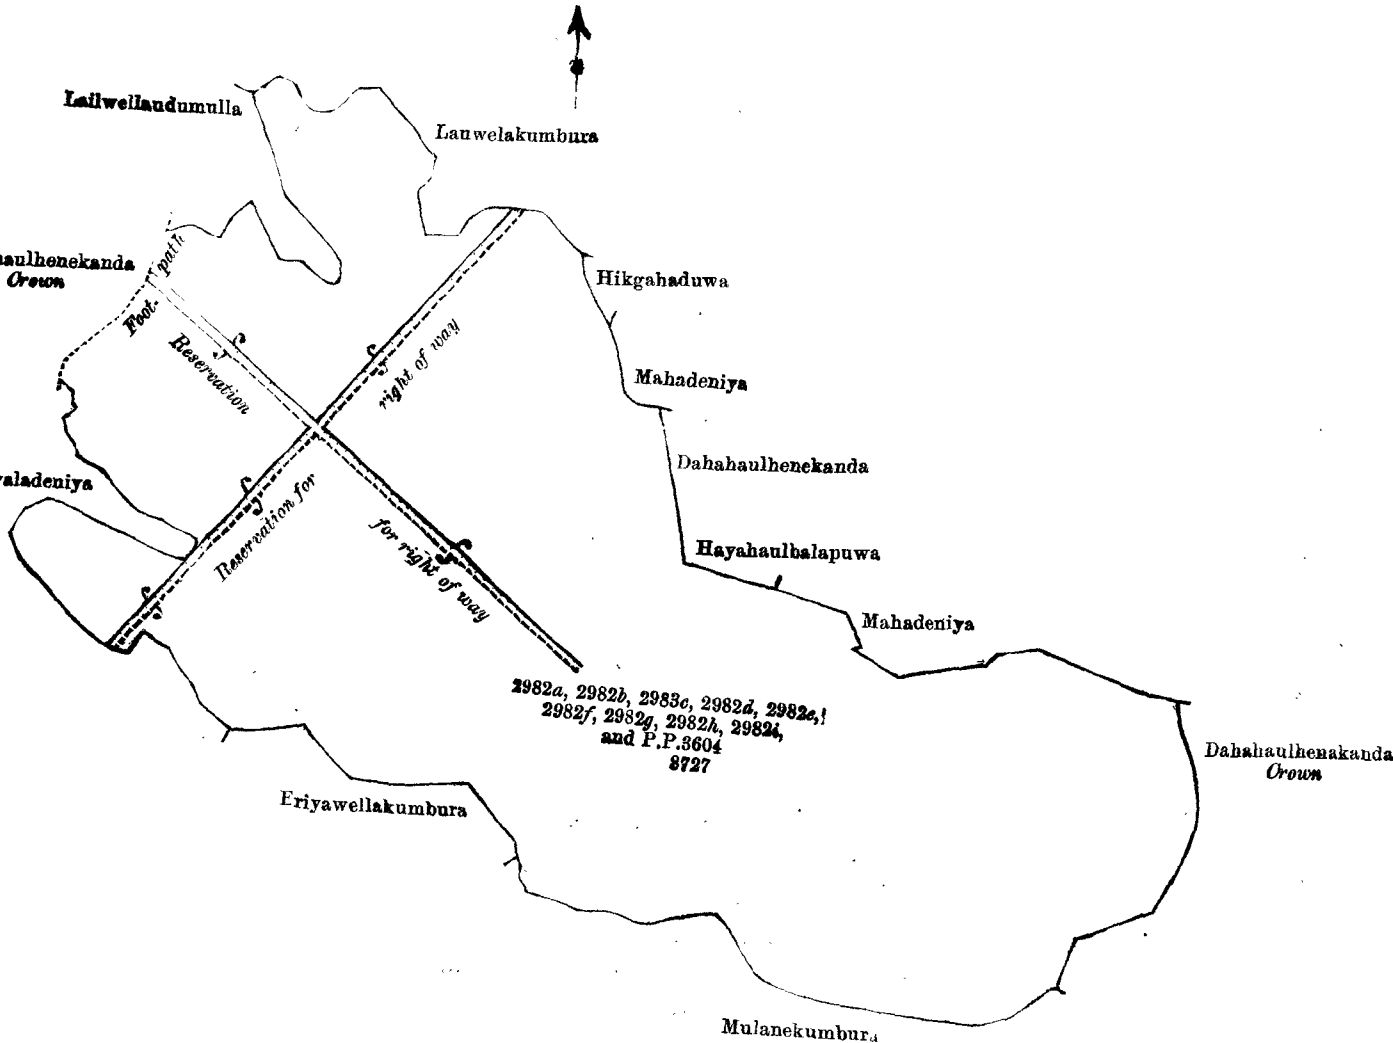 Lailwellaudumulla
Lauwelakumbura
aulhenekanda
Crown
Foot-
path
Hikgahaduwa
Reservation
right of way
Mahadeniya
Dahahaulhenekanda
aladeniya
Reservation for
for right of way
Hayahaulbalapuwa
Mahadeniya
2982a, 2982b, 2983c, 2982d, 2982e,
2982f, 2982g, 2982h, 2982i,
and P.P.3604
8727
Dahahaulhenakanda
Crown
Eriyawellakumbura
Mulanekumbura